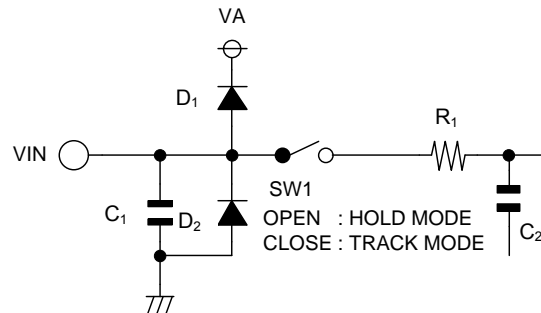 VA
D1
R1
VIN
SW1
C1
D2
OPEN : HOLD MODE
CLOSE : TRACK MODE
C2